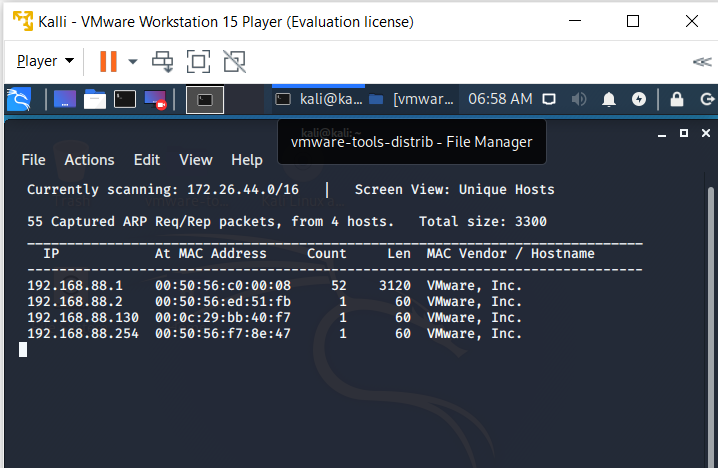 Kalli - VMware Workstation 15 Player (Evaluation license)
Player
kali@ka... [vmwar... 06:58 AM
kali@kali: ~
vmware-tools-distrib - File Manager
File Actions Edit View Help
Currently scanning: 172.26.44.0/16 | Screen View: Unique Hosts
55 Captured ARP Req/Rep packets, from 4 hosts. Total size: 3300
IP At MAC Address Count Len MAC Vendor / Hostname
192.168.88.1 00:50:56:c0:00:08 52 3120 VMware, Inc.
192.168.88.2 00:50:56:ed:51:fb 1 60 VMware, Inc.
192.168.88.130 00:0c:29:bb:40:f7 1 60 VMware, Inc.
192.168.88.254 00:50:56:f7:8e:47 1 60 VMware, Inc.